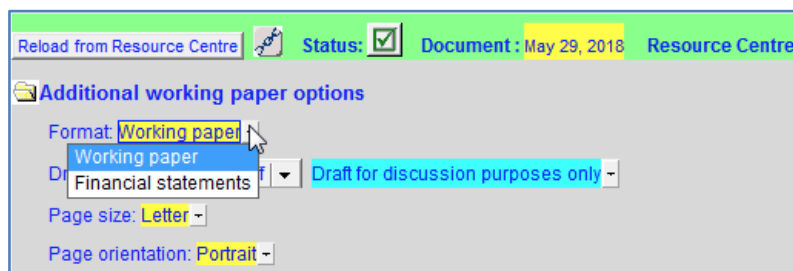 Reload from Resource Centre Status: Document : May 29, 2018 Resource Centre
Additional working paper options
Format: Working paper
Working paper
Draft for discussion purposes only
Financial statements
Page size: Letter
Page orientation: Portrait